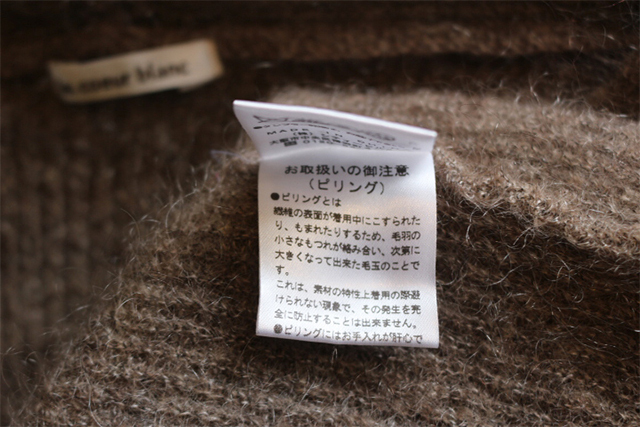 coeur blanc
MADE
お取扱いの御注意
(ピリング)
●ピリングとは
繊維の表面が着用中にこすられた
り、もまれたりするため、毛羽の
小さなもつれが絡み合い、次第に
大きくなって出来た毛玉のことで
す。
これは、素材の特性上着用の際避
けられない現象で、その発生を完
全に防止することは出来ません。
●ピリングにはお手入れが肝心で